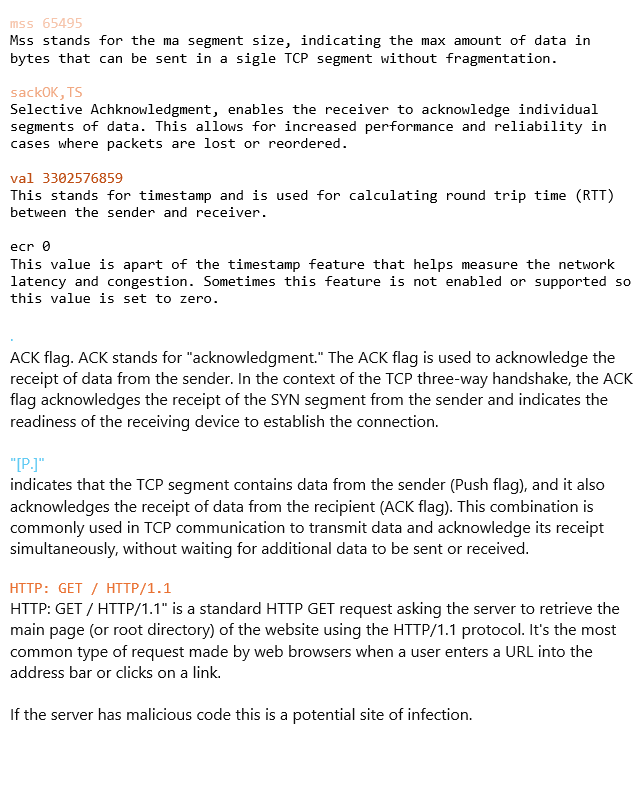 mss 65495
Mss stands for the ma segment size, indicating the max amount of data in
bytes that can be sent in a sigle TCP segment without fragmentation.
sackOK,TS
Selective Achknowledgment, enables the receiver to acknowledge individual
segments of data. This allows for increased performance and reliability in
cases where packets are lost or reordered.
val 3302576859
This stands for timestamp and is used for calculating round trip time (RTT)
between the sender and receiver.
ecr 0
This value is apart of the timestamp feature that helps measure the network
latency and congestion. Sometimes this feature is not enabled or supported so
this value is set to zero.
.
ACK flag. ACK stands for "acknowledgment." The ACK flag is used to acknowledge the
receipt of data from the sender. In the context of the TCP three-way handshake, the ACK
flag acknowledges the receipt of the SYN segment from the sender and indicates the
readiness of the receiving device to establish the connection.
"[P.]"
indicates that the TCP segment contains data from the sender (Push flag), and it also
acknowledges the receipt of data from the recipient (ACK flag). This combination is
commonly used in TCP communication to transmit data and acknowledge its receipt
simultaneously, without waiting for additional data to be sent or received.
HTTP: GET / HTTP/1.1
HTTP: GET / HTTP/1.1" is a standard HTTP GET request asking the server to retrieve the
main page (or root directory) of the website using the HTTP/1.1 protocol. It's the most
common type of request made by web browsers when a user enters a URL into the
address bar or clicks on a link.
If the server has malicious code this is a potential site of infection.